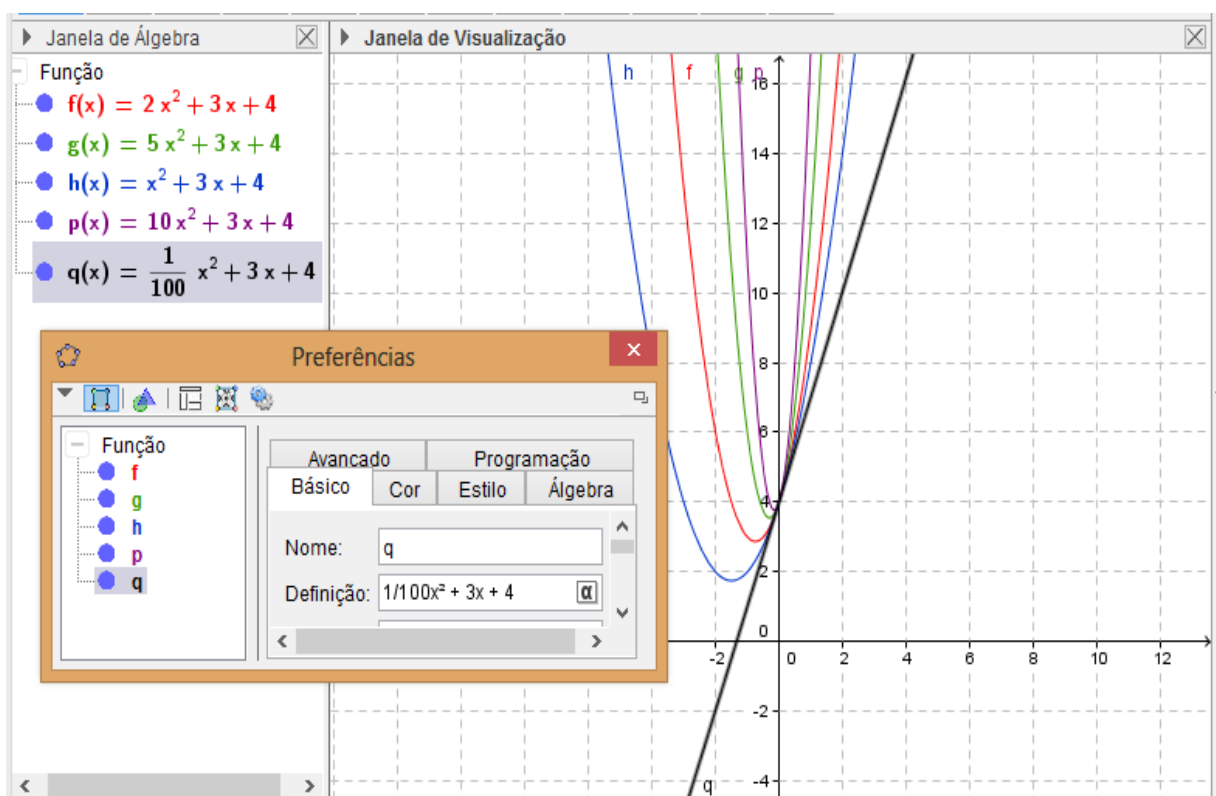 Janela de Álgebra
Função
f(x) = 2 x² + 3 x + 4
g(x) = 5 x² + 3 x + 4
h(x) = x² + 3 x + 4
p(x) = 10 x² + 3 x + 4
q(x) = 1/100 x² + 3 x + 4
Janela de Visualização
h f g p
16
14
12
10
8
6
4
2
0
-2 0 2 4 6 8 10 12
-2
-4
q
Preferências
Função
f
g
h
p
q
Avançado Programação
Básico Cor Estilo Álgebra
Nome: q
Definição: 1/100x² + 3x + 4 α